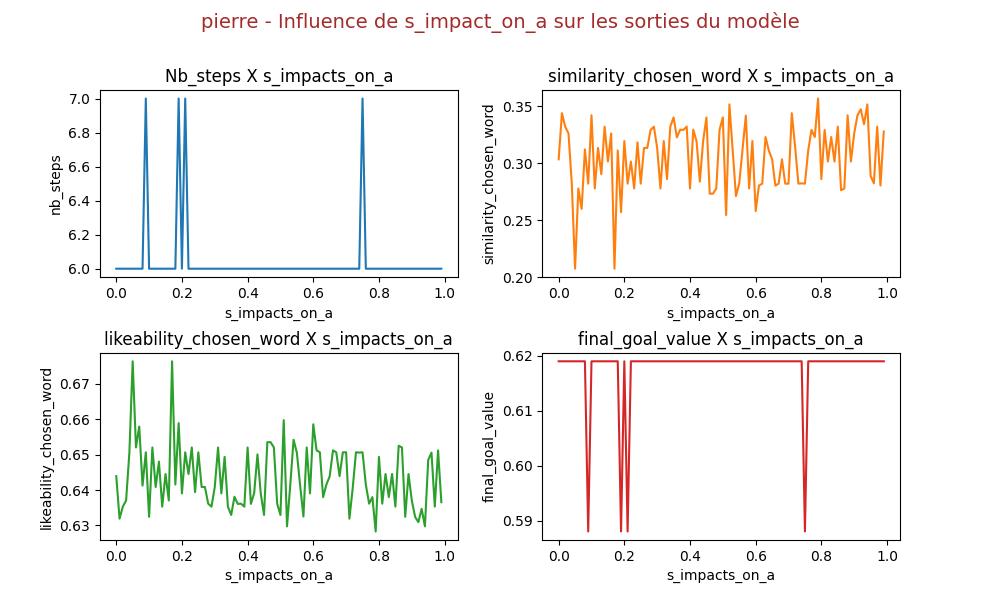 pierre - Influence de s_impact_on_a sur les sorties du modèle
Nb_steps X s_impacts_on_a
nb_steps
7.0
6.8
6.6
6.4
6.2
6.0
0.0 0.2 0.4 0.6 0.8 1.0
s_impacts_on_a
similarity_chosen_word X s_impacts_on_a
similarity_chosen_word
0.35
0.30
0.25
0.20
0.0 0.2 0.4 0.6 0.8 1.0
s_impacts_on_a
likeability_chosen_word X s_impacts_on_a
likeability_chosen_word
0.67
0.66
0.65
0.64
0.63
0.0 0.2 0.4 0.6 0.8 1.0
s_impacts_on_a
final_goal_value X s_impacts_on_a
final_goal_value
0.62
0.61
0.60
0.59
0.0 0.2 0.4 0.6 0.8 1.0
s_impacts_on_a